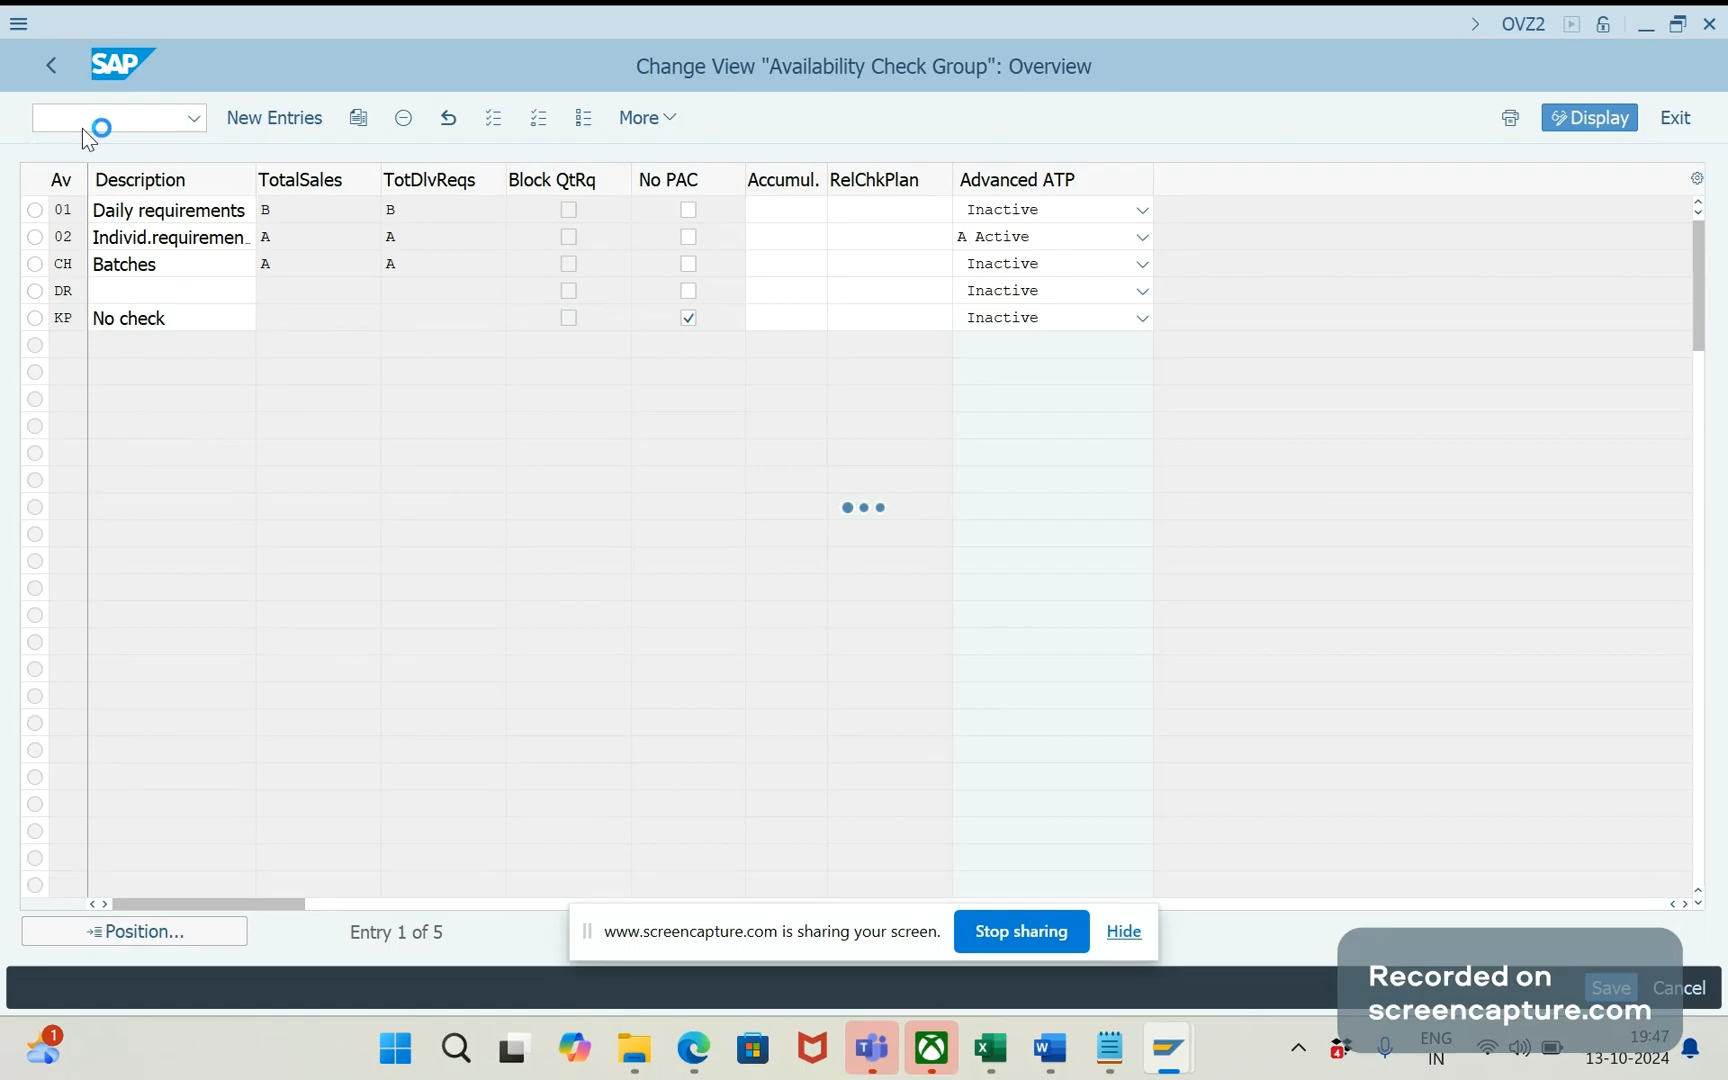 OVZ2
SAP
Change View "Availability Check Group": Overview
New Entries
More
Display
Exit
Av Description TotalSales TotDlvReqs Block QtRq No PAC Accumul. RelChkPlan Advanced ATP
01 Daily requirements B B Inactive
02 Individ.requiremen.. A A A Active
CH Batches A A Inactive
DR Inactive
KP No check Inactive
Position...
Entry 1 of 5
www.screencapture.com is sharing your screen.
Stop sharing
Hide
Save
Cancel
Recorded on
screencapture.com
1
4
ENG
IN
19:47
13-10-2024